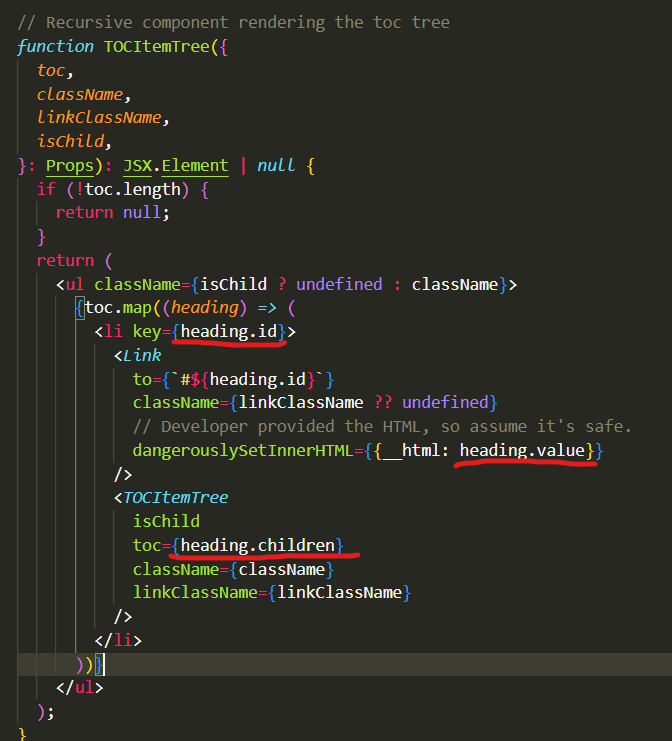 // Recursive component rendering the toc tree
function TOCItemTree({
  toc,
  className,
  linkClassName,
  isChild,
}: Props): JSX.Element | null {
  if (!toc.length) {
    return null;
  }
  return (
    <ul className={isChild ? undefined : className}>
      {toc.map((heading) => (
        <li key={heading.id}>
          <Link
            to={`#${heading.id}`}
            className={linkClassName ?? undefined}
            // Developer provided the HTML, so assume it's safe.
            dangerouslySetInnerHTML={{__html: heading.value}}
          />
          <TOCItemTree
            isChild
            toc={heading.children}
            className={className}
            linkClassName={linkClassName}
          />
        </li>
      ))}
    </ul>
  );
}